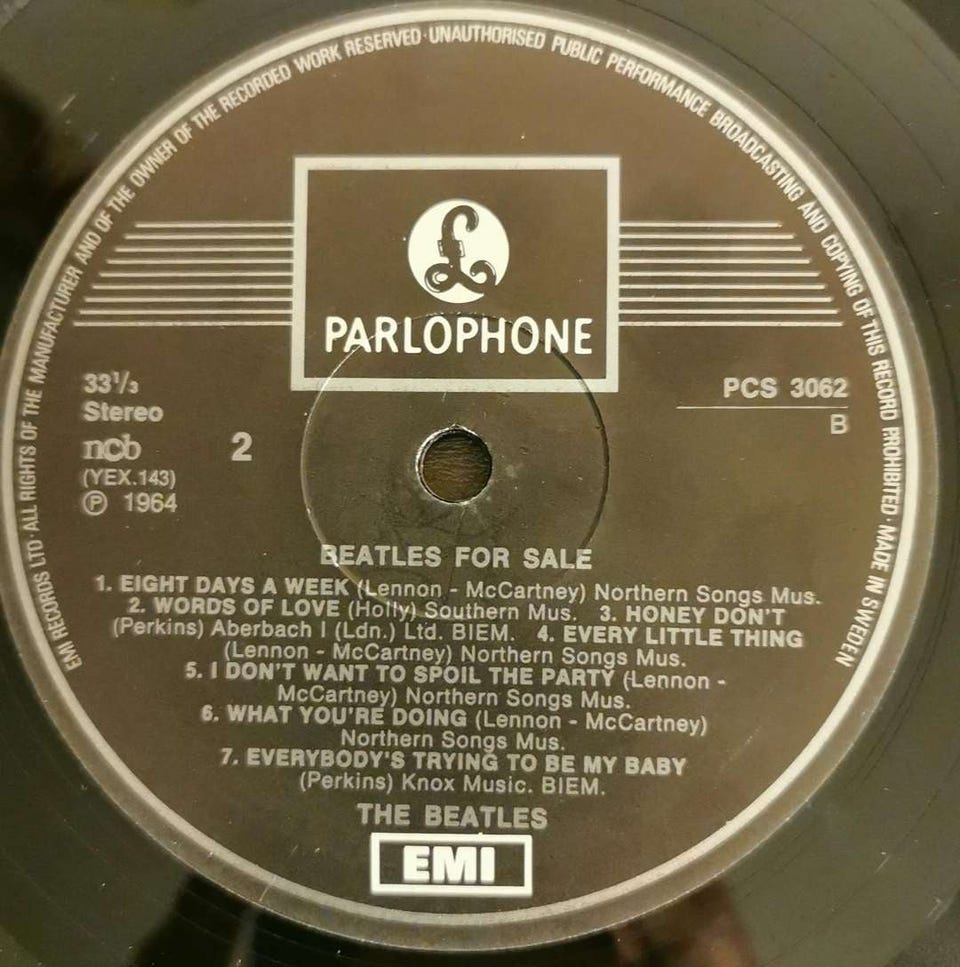 EMI RECORDS LTD · ALL RIGHTS OF THE MANUFACTURER AND OF THE OWNER OF THE RECORDED WORK RESERVED · UNAUTHORISED PUBLIC PERFORMANCE BROADCASTING AND COPYING OF THIS RECORD PROHIBITED · MADE IN SWEDEN
£
PARLOPHONE
33⅓
Stereo
ncb
2
(YEX.143)
Ⓟ 1964
PCS 3062
B
BEATLES FOR SALE
1. EIGHT DAYS A WEEK (Lennon - McCartney) Northern Songs Mus.
2. WORDS OF LOVE (Holly) Southern Mus. 3. HONEY DON'T
(Perkins) Aberbach I (Ldn.) Ltd. BIEM. 4. EVERY LITTLE THING
(Lennon - McCartney) Northern Songs Mus.
5. I DON'T WANT TO SPOIL THE PARTY (Lennon -
McCartney) Northern Songs Mus.
6. WHAT YOU'RE DOING (Lennon - McCartney)
Northern Songs Mus.
7. EVERYBODY'S TRYING TO BE MY BABY
(Perkins) Knox Music. BIEM.
THE BEATLES
EMI